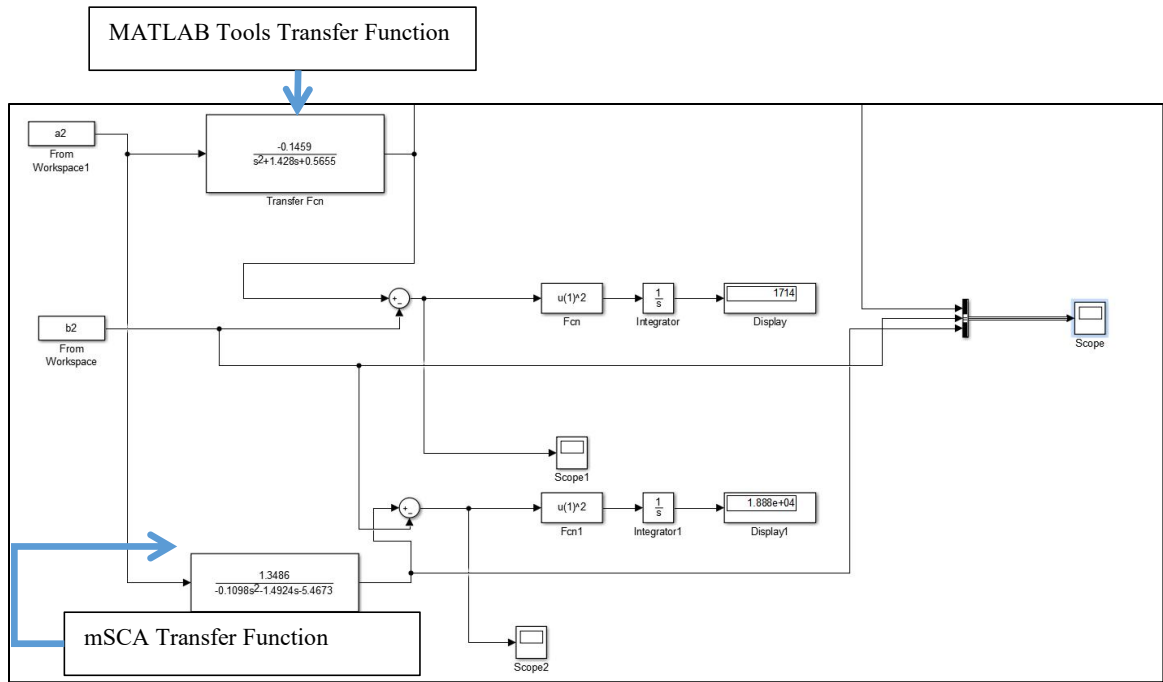 MATLAB Tools Transfer Function
a2
From
Workspace1
-0.1459
s2+1.428s+0.5655
Transfer Fcn
+
−
u(1)^2
Fcn
1
s
Integrator
1714
Display
b2
From
Workspace
Scope
Scope1
+
−
u(1)^2
Fcn1
1
s
Integrator1
1.888e+04
Display1
1.3486
-0.1098s2-1.4924s-5.4673
mSCA Transfer Function
Scope2